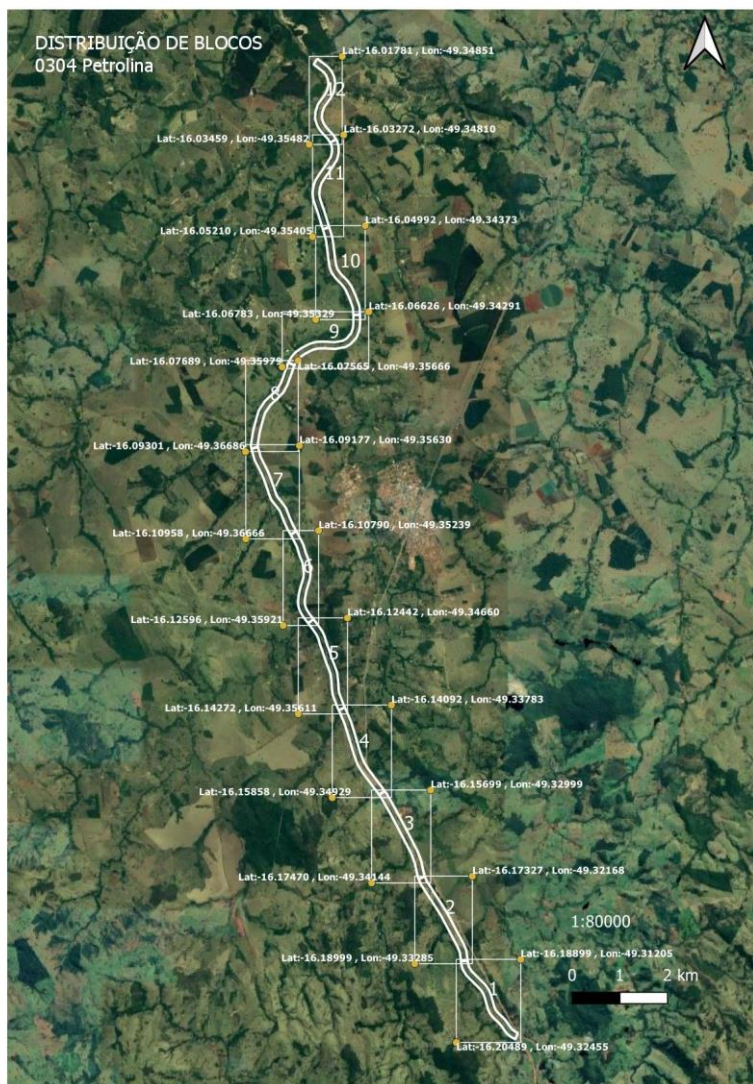 DISTRIBUIÇÃO DE BLOCOS
0304 Petrolina
Lat:-16.01781 , Lon:-49.34851
12
Lat:-16.03272 , Lon:-49.34810
Lat:-16.03459 , Lon:-49.35482
11
Lat:-16.04992 , Lon:-49.34373
Lat:-16.05210 , Lon:-49.35405
10
Lat:-16.06626 , Lon:-49.34291
Lat:-16.06783 , Lon:-49.35329
9
Lat:-16.07689 , Lon:-49.35979
Lat:-16.07565 , Lon:-49.35666
8
Lat:-16.09177 , Lon:-49.35630
Lat:-16.09301 , Lon:-49.36686
7
Lat:-16.10790 , Lon:-49.35239
Lat:-16.10958 , Lon:-49.36666
6
Lat:-16.12442 , Lon:-49.34660
Lat:-16.12596 , Lon:-49.35921
5
Lat:-16.14092 , Lon:-49.33783
Lat:-16.14272 , Lon:-49.35611
4
Lat:-16.15699 , Lon:-49.32999
Lat:-16.15858 , Lon:-49.34929
3
Lat:-16.17327 , Lon:-49.32168
Lat:-16.17470 , Lon:-49.34144
2
1:80000
Lat:-16.18899 , Lon:-49.31205
Lat:-16.18999 , Lon:-49.33285
0 1 2 km
1
Lat:-16.20489 , Lon:-49.32455